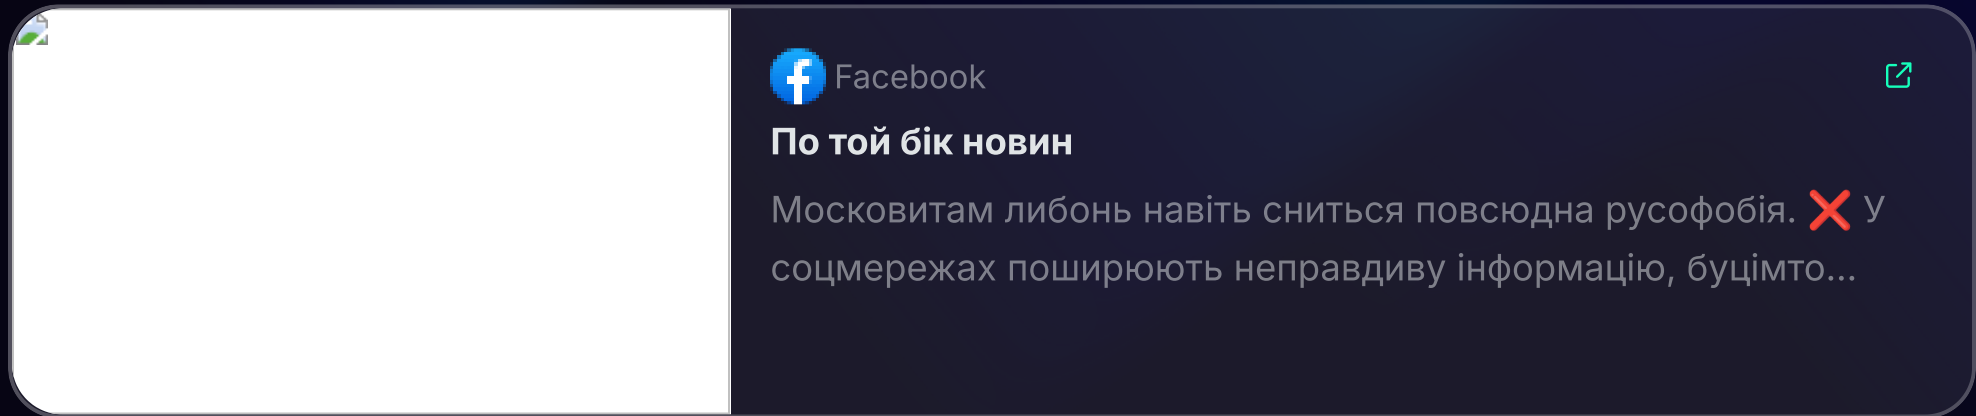 Facebook
По той бік новин
Московитам либонь навіть сниться повсюдна русофобія. ❌ У
соцмережах поширюють неправдиву інформацію, буцімто...